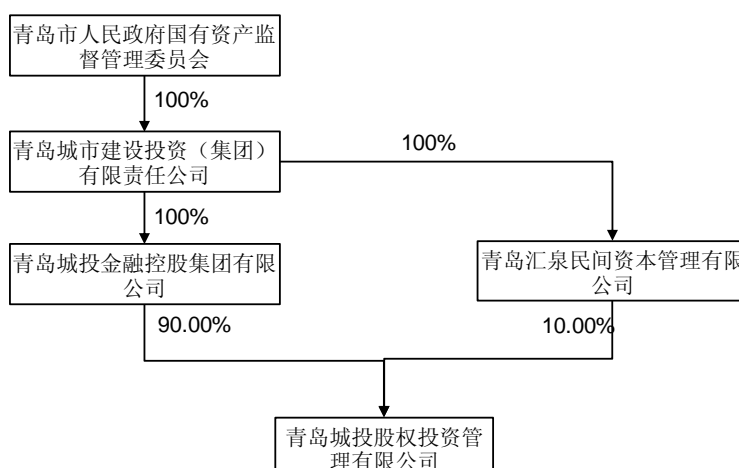 青岛市人民政府国有资产监
督管理委员会
100%
青岛城市建设投资（集团）
有限责任公司
100%
100%
青岛城投金融控股集团有限
公司
青岛汇泉民间资本管理有限
公司
90.00%
10.00%
青岛城投股权投资管
理有限公司